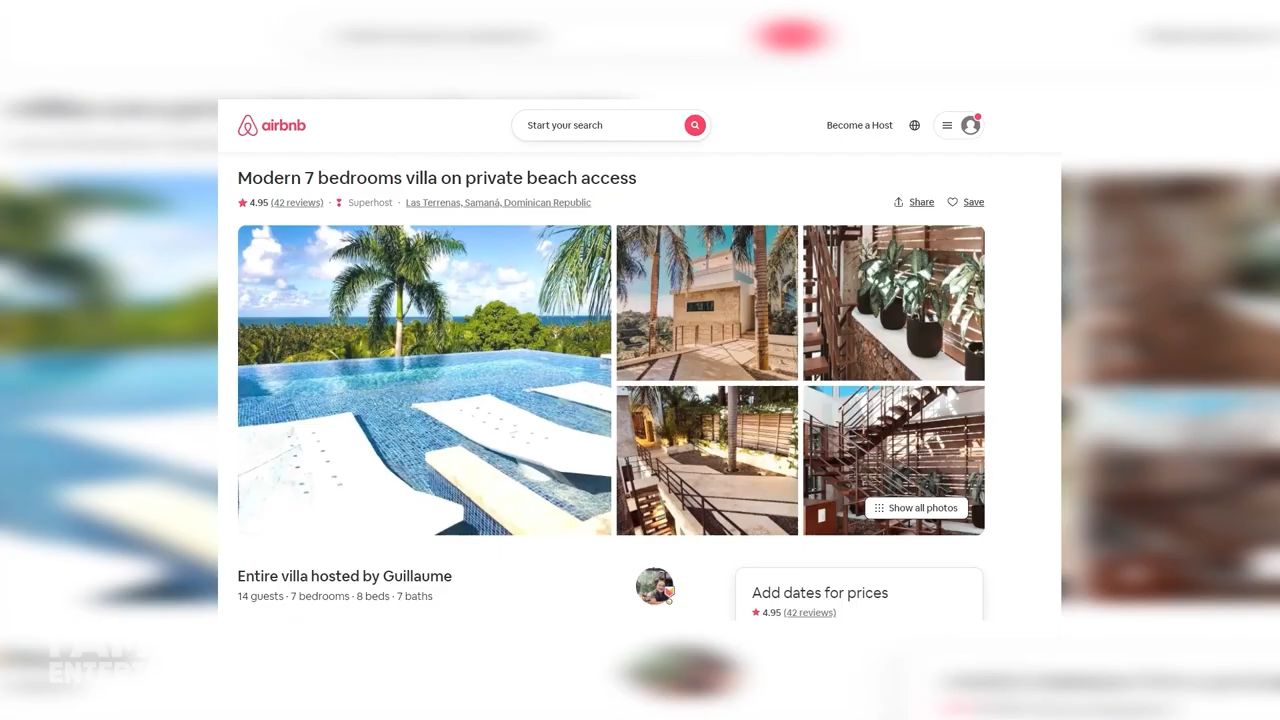 airbnb
Start your search
Become a Host
Modern 7 bedrooms villa on private beach access
4.95 (42 reviews) · Superhost · Las Terrenas, Samaná, Dominican Republic
Share Save
Show all photos
Entire villa hosted by Guillaume
14 guests · 7 bedrooms · 8 beds · 7 baths
Add dates for prices
4.95 (42 reviews)